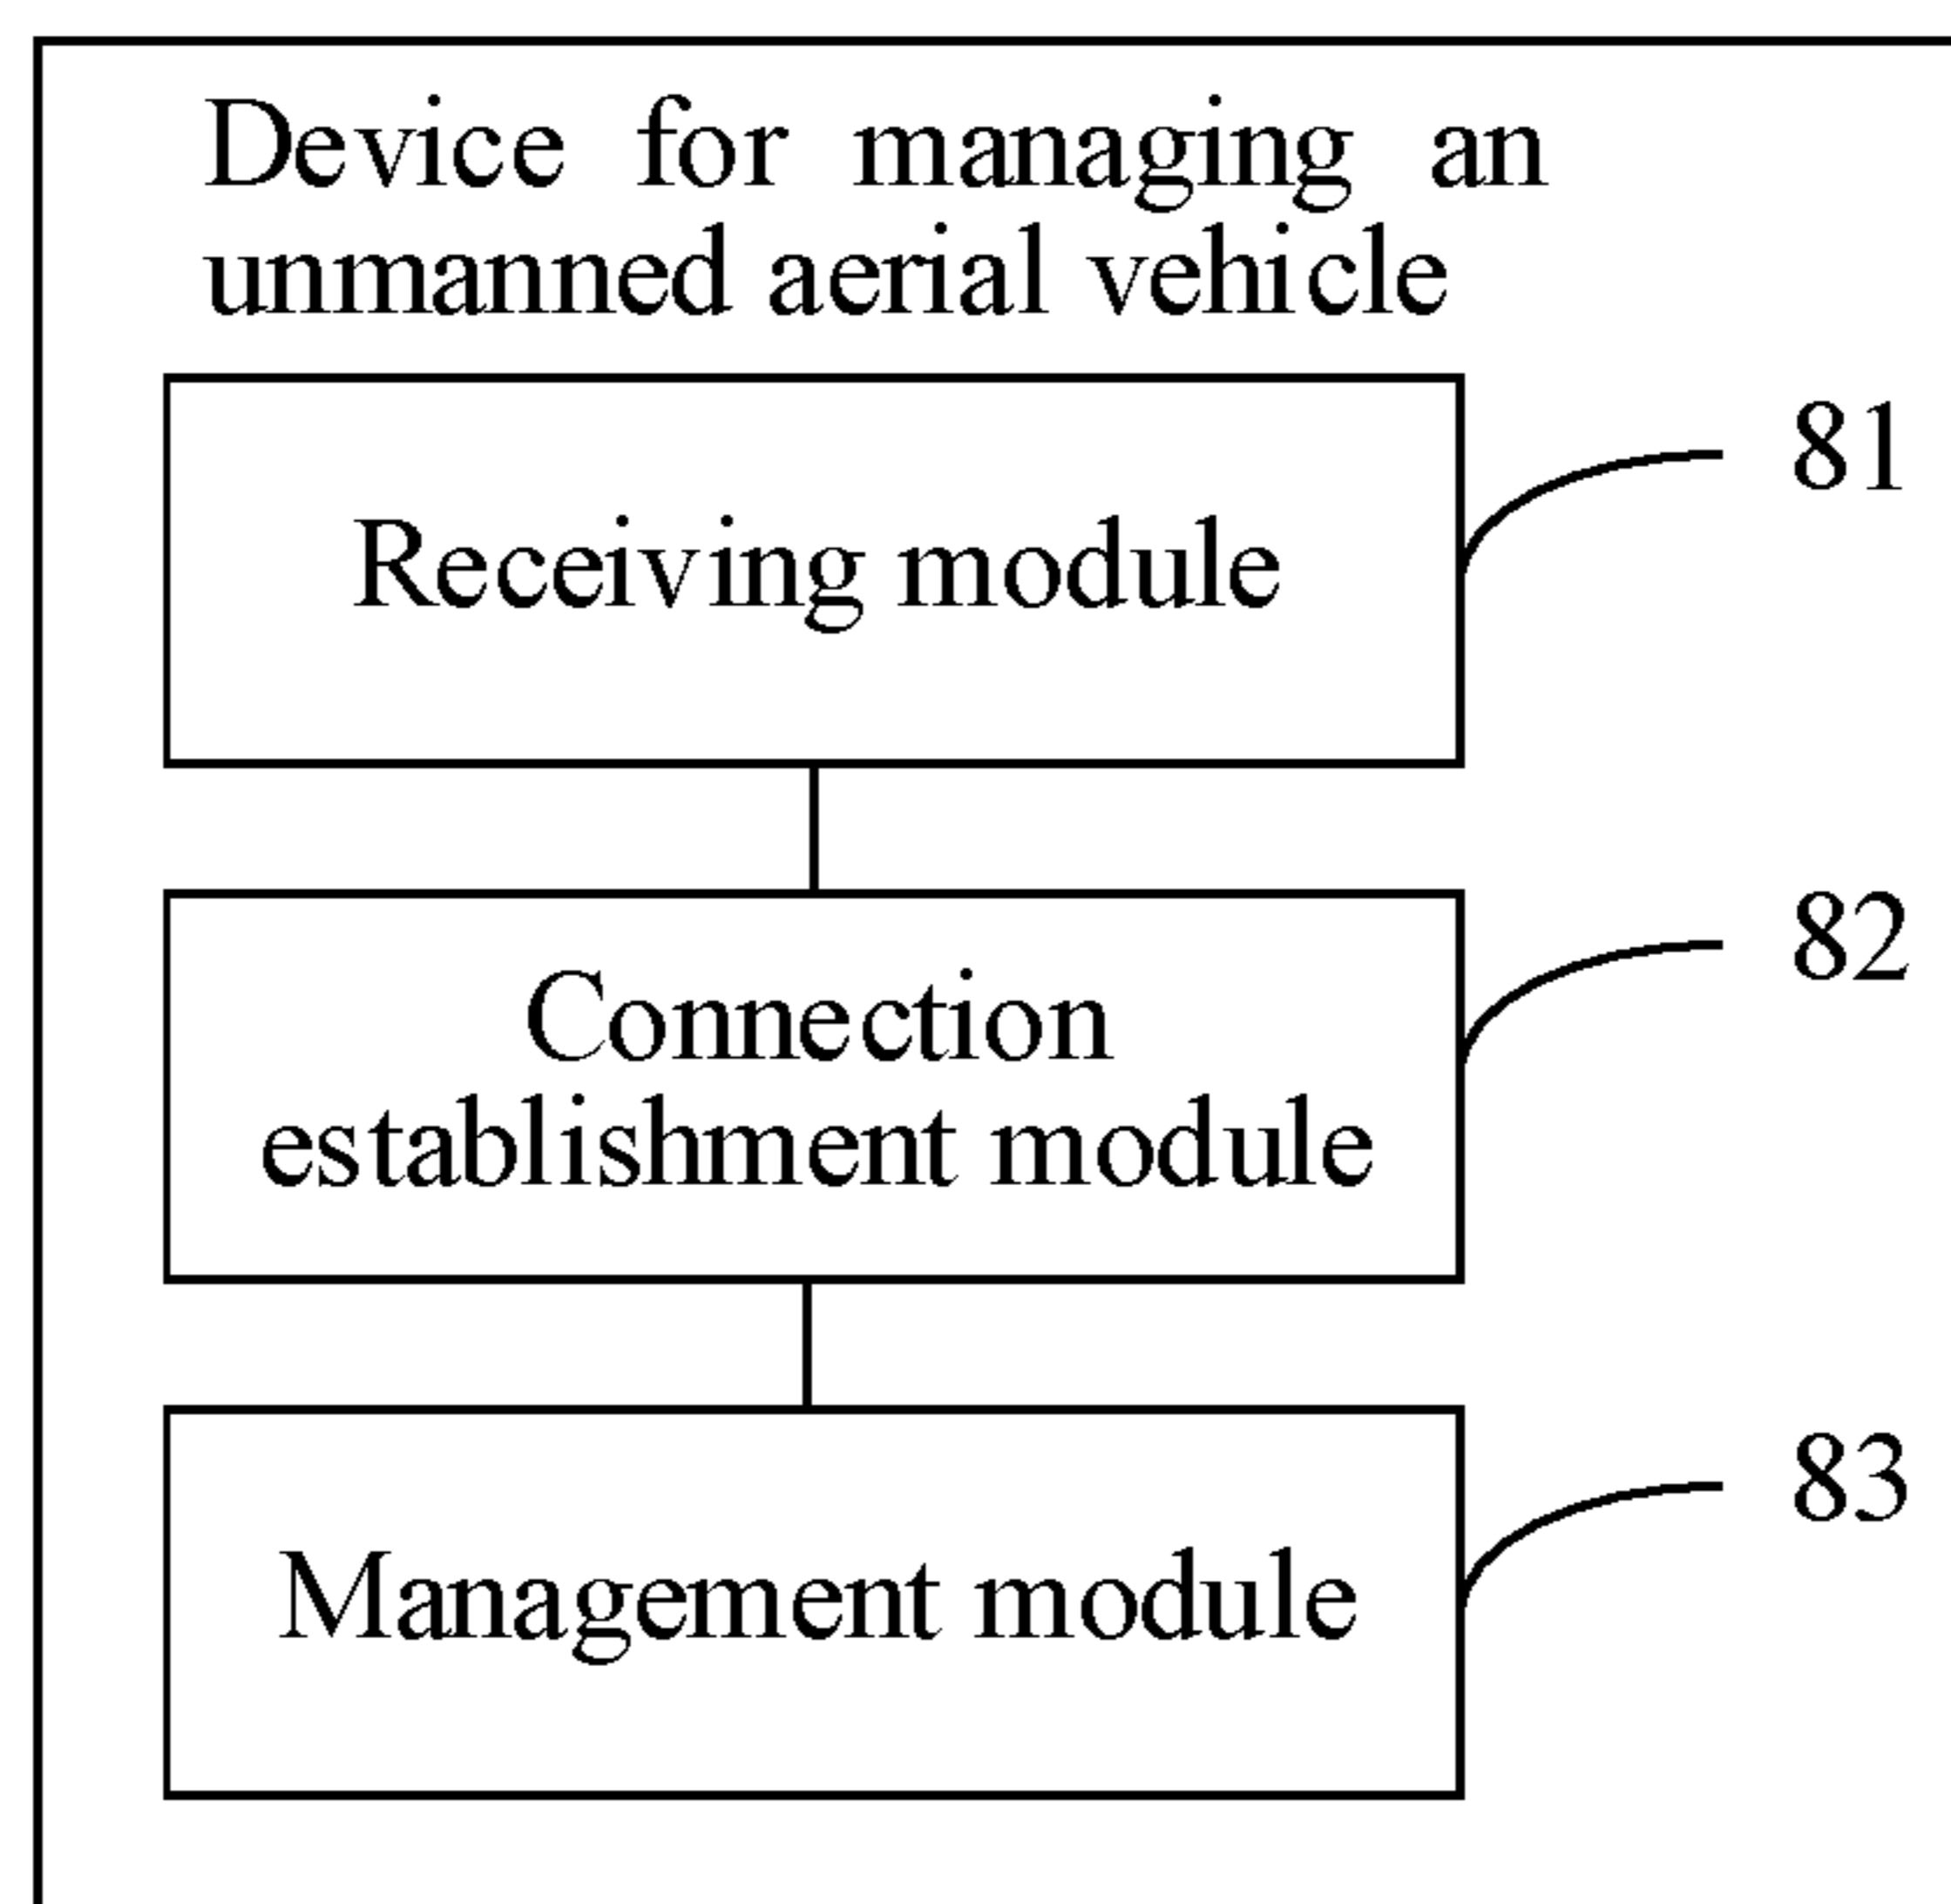 Device for managing an
unmanned aerial vehicle
Receiving module
81
Connection
establishment module
82
Management module
83